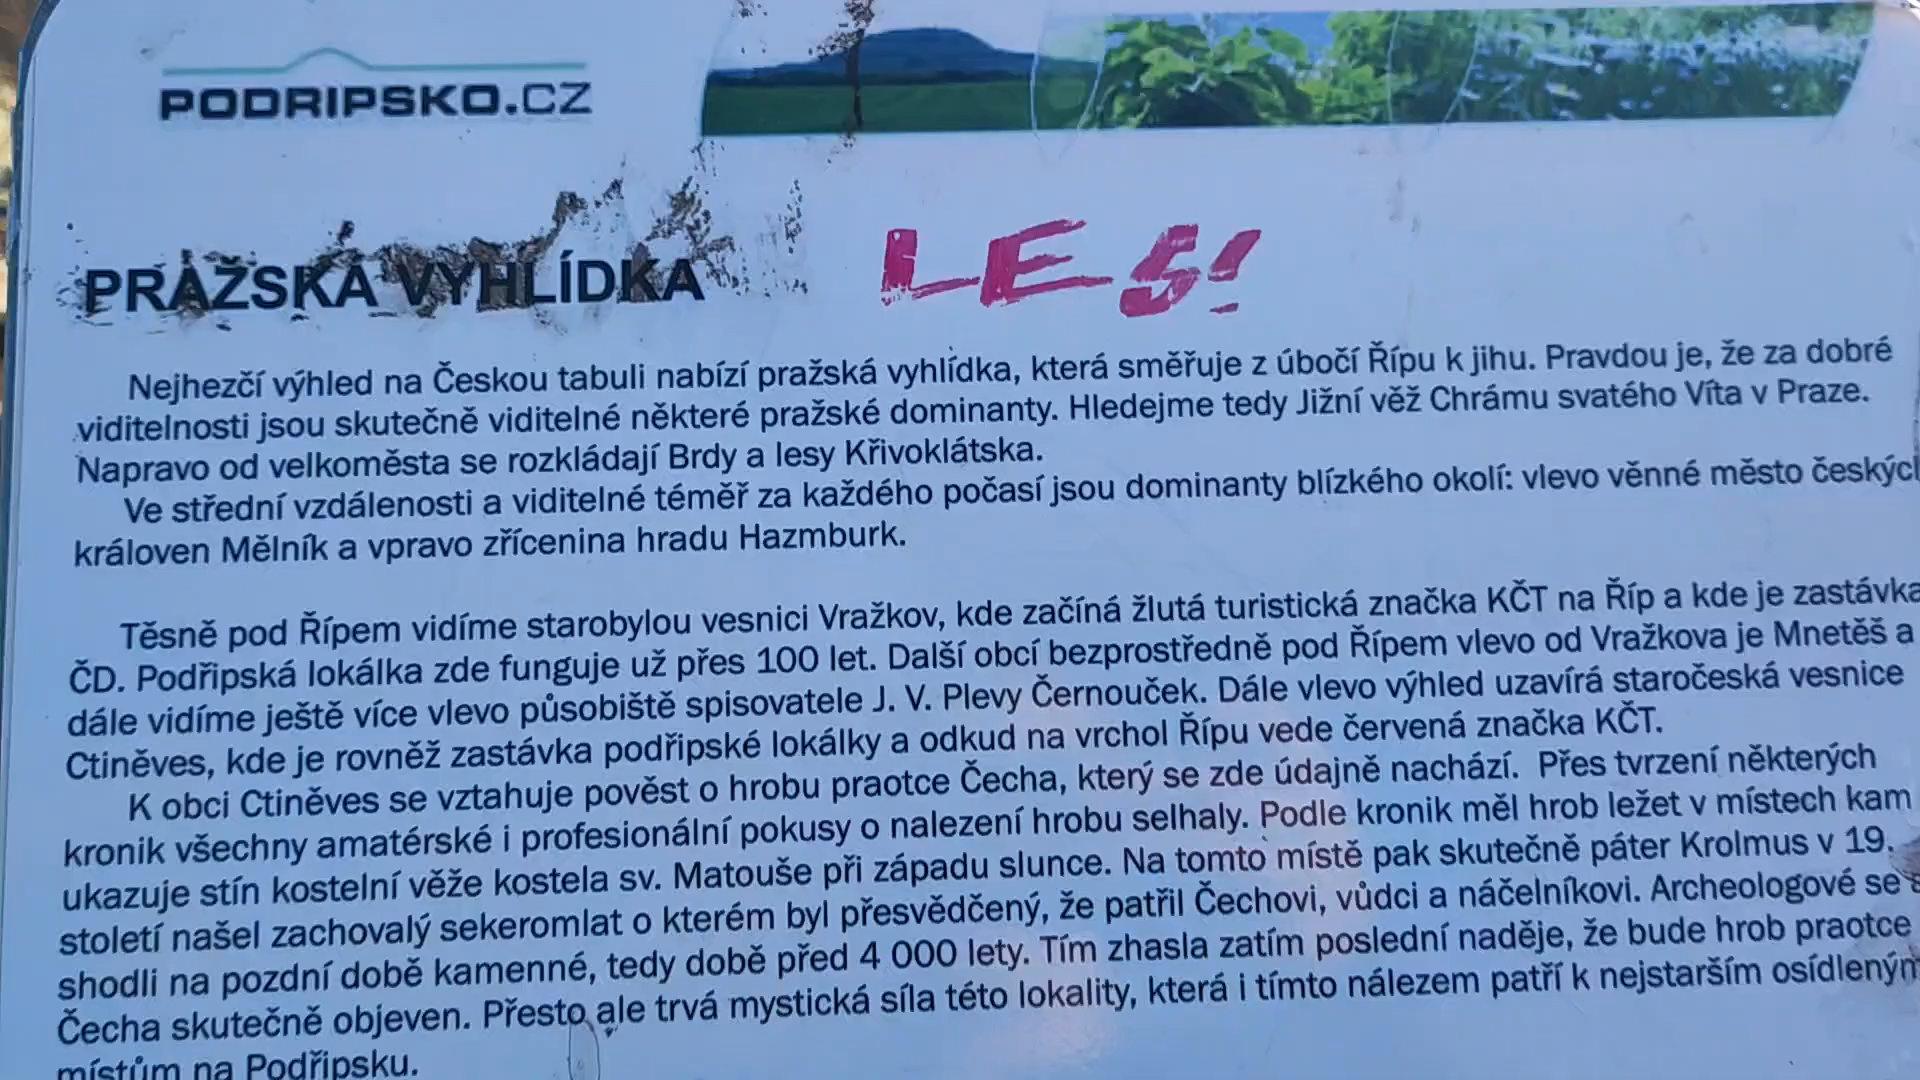 PODRIPSKO.CZ
PRAŽSKÁ VYHLÍDKA
LES!
Nejhezčí výhled na Českou tabuli nabízí pražská vyhlídka, která směřuje z úbočí Řípu k jihu. Pravdou je, že za dobré
viditelnosti jsou skutečně viditelné některé pražské dominanty. Hledejme tedy Jižní věž Chrámu svatého Víta v Praze.
Napravo od velkoměsta se rozkládají Brdy a lesy Křivoklátska.
Ve střední vzdálenosti a viditelné téměř za každého počasí jsou dominanty blízkého okolí: vlevo věnné město českých
královen Mělník a vpravo zřícenina hradu Hazmburk.
Těsně pod Řípem vidíme starobylou vesnici Vražkov, kde začíná žlutá turistická značka KČT na Říp a kde je zastávka
ČD. Podřipská lokálka zde funguje už přes 100 let. Další obcí bezprostředně pod Řípem vlevo od Vražkova je Mnetěš a
dále vidíme ještě více vlevo působiště spisovatele J. V. Plevy Černouček. Dále vlevo výhled uzavírá staročeská vesnice
Ctiněves, kde je rovněž zastávka podřipské lokálky a odkud na vrchol Řípu vede červená značka KČT.
K obci Ctiněves se vztahuje pověst o hrobu praotce Čecha, který se zde údajně nachází. Přes tvrzení některých
kronik všechny amatérské i profesionální pokusy o nalezení hrobu selhaly. Podle kronik měl hrob ležet v místech kam
ukazuje stín kostelní věže kostela sv. Matouše při západu slunce. Na tomto místě pak skutečně páter Krolmus v 19.
století našel zachovalý sekeromlat o kterém byl přesvědčený, že patřil Čechovi, vůdci a náčelníkovi. Archeologové se
shodli na pozdní době kamenné, tedy době před 4 000 lety. Tím zhasla zatím poslední naděje, že bude hrob praotce
Čecha skutečně objeven. Přesto ale trvá mystická síla této lokality, která i tímto nálezem patří k nejstarším osídleným
místům na Podřipsku.